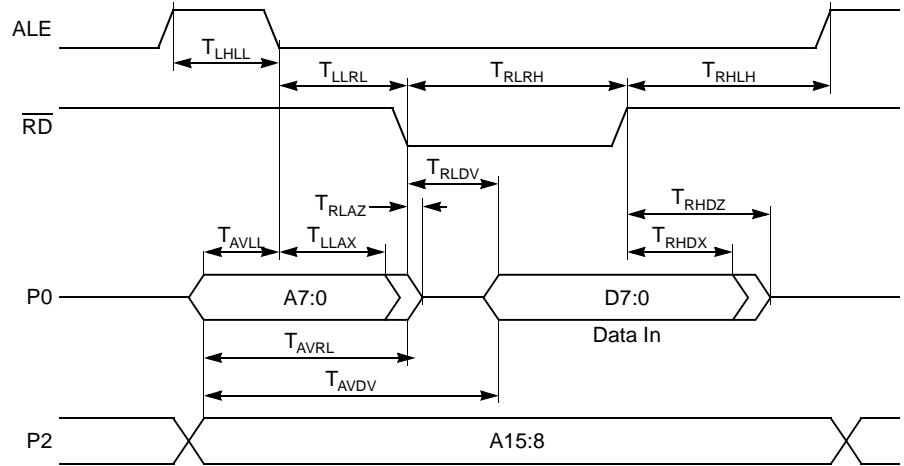 ALE
T_LHLL
T_LLRL
T_RLRH
T_RHLH
RD
T_RLDV
T_RLAZ
T_RHDZ
T_AVLL
T_LLAX
T_RHDX
P0
A7:0
D7:0
Data In
T_AVRL
T_AVDV
P2
A15:8